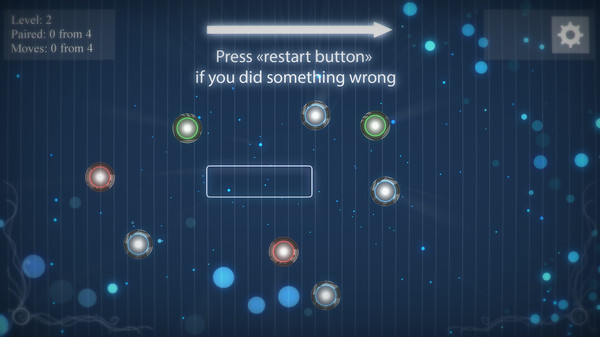 Level: 2
Paired: 0 from 4
Moves: 0 from 4
Press «restart button»
if you did something wrong